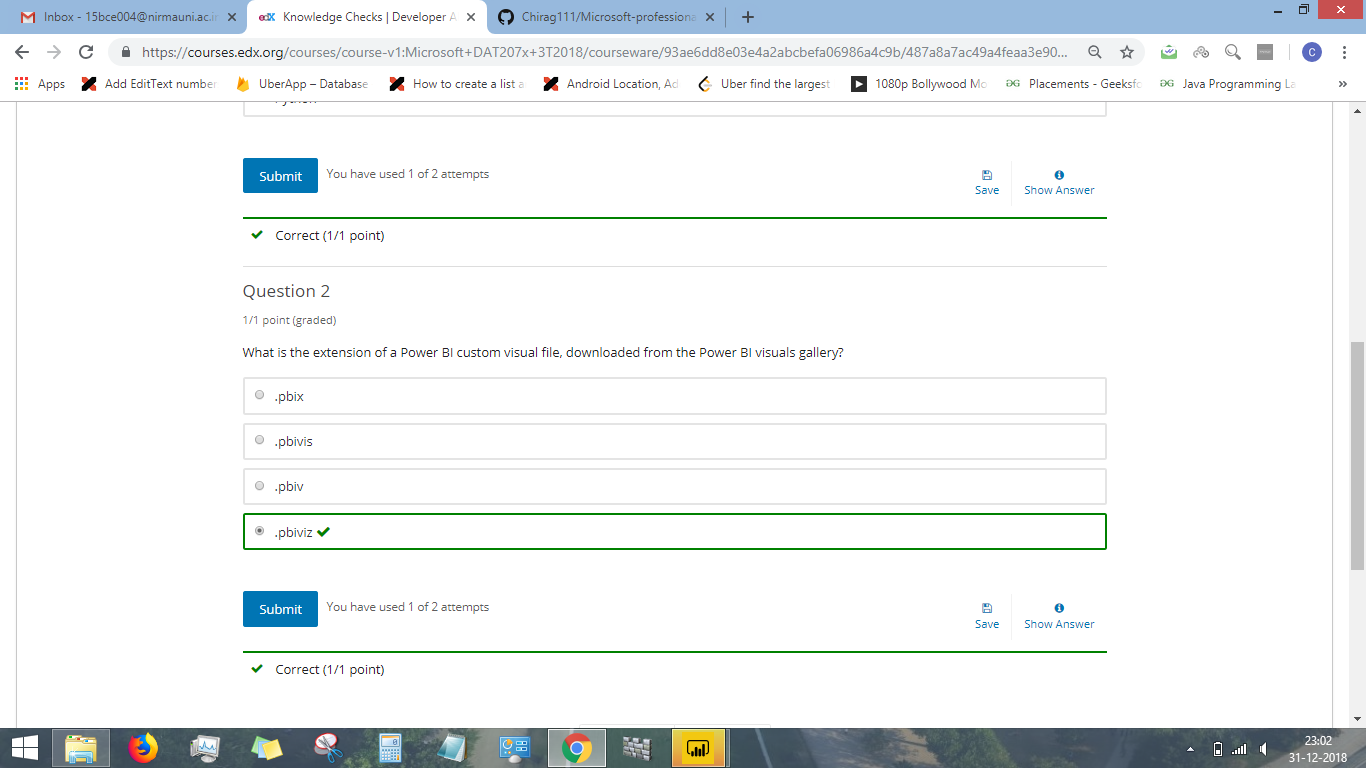 Inbox - 15bce004@nirmauni.ac.in
Knowledge Checks | Developer A
Chirag111/Microsoft-professiona
https://courses.edx.org/courses/course-v1:Microsoft+DAT207x+3T2018/courseware/93ae6dd8e03e4a2abcbefa06986a4c9b/487a8a7ac49a4feaa3e90...
C
Apps
Add EditText number
UberApp – Database
How to create a list a
Android Location, Ad
Uber find the largest
1080p Bollywood Mo
Placements - Geeksfo
Java Programming La
»
Python
Submit
You have used 1 of 2 attempts
Save
Show Answer
Correct (1/1 point)
Question 2
1/1 point (graded)
What is the extension of a Power BI custom visual file, downloaded from the Power BI visuals gallery?
.pbix
.pbivis
.pbiv
.pbiviz
Submit
You have used 1 of 2 attempts
Save
Show Answer
Correct (1/1 point)
23:02
31-12-2018